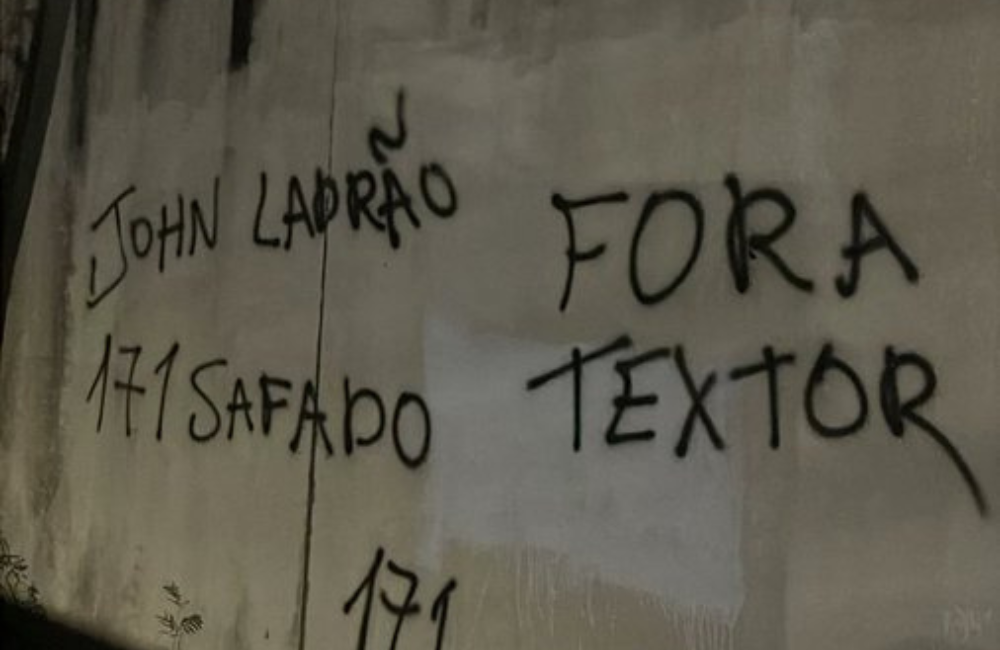 JOHN LADRÃO
171 SAFADO
171
FORA
TEXTOR